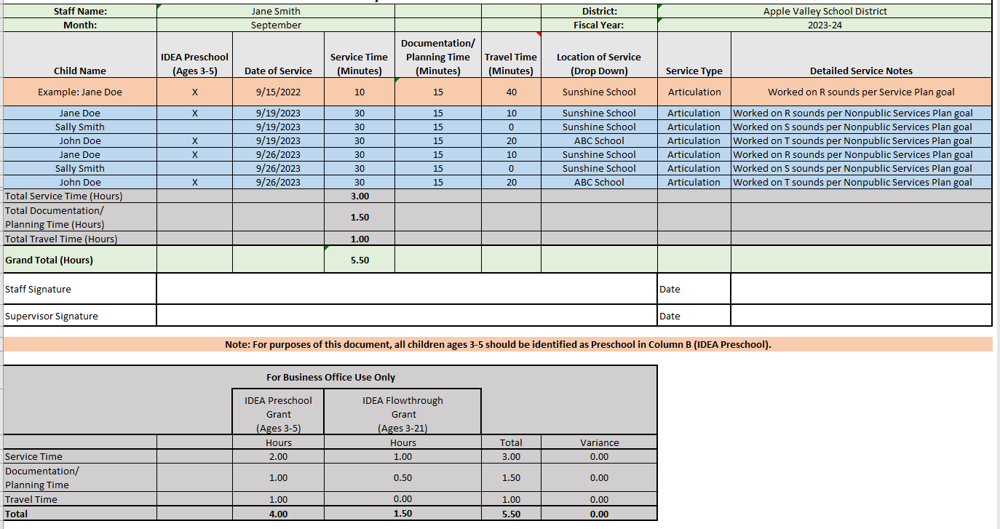 Staff Name: Jane Smith District: Apple Valley School District
Month: September Fiscal Year: 2023-24
Child Name IDEA Preschool (Ages 3-5) Date of Service Service Time (Minutes) Documentation/ Planning Time (Minutes) Travel Time (Minutes) Location of Service (Drop Down) Service Type Detailed Service Notes
Example: Jane Doe X 9/15/2022 10 15 40 Sunshine School Articulation Worked on R sounds per Service Plan goal
Jane Doe X 9/19/2023 30 15 10 Sunshine School Articulation Worked on R sounds per Nonpublic Services Plan goal
Sally Smith 9/19/2023 30 15 0 Sunshine School Articulation Worked on S sounds per Nonpublic Services Plan goal
John Doe X 9/19/2023 30 15 20 ABC School Articulation Worked on T sounds per Nonpublic Services Plan goal
Jane Doe X 9/26/2023 30 15 10 Sunshine School Articulation Worked on R sounds per Nonpublic Services Plan goal
Sally Smith 9/26/2023 30 15 0 Sunshine School Articulation Worked on S sounds per Nonpublic Services Plan goal
John Doe X 9/26/2023 30 15 20 ABC School Articulation Worked on T sounds per Nonpublic Services Plan goal
Total Service Time (Hours) 3.00
Total Documentation/
Planning Time (Hours) 1.50
Total Travel Time (Hours) 1.00
Grand Total (Hours) 5.50
Staff Signature Date
Supervisor Signature Date
Note: For purposes of this document, all children ages 3-5 should be identified as Preschool in Column B (IDEA Preschool).
For Business Office Use Only
IDEA Preschool IDEA Flowthrough
Grant Grant
(Ages 3-5) (Ages 3-21)
Hours Hours Total Variance
Service Time 2.00 1.00 3.00 0.00
Documentation/
Planning Time 1.00 0.50 1.50 0.00
Travel Time 1.00 0.00 1.00 0.00
Total 4.00 1.50 5.50 0.00